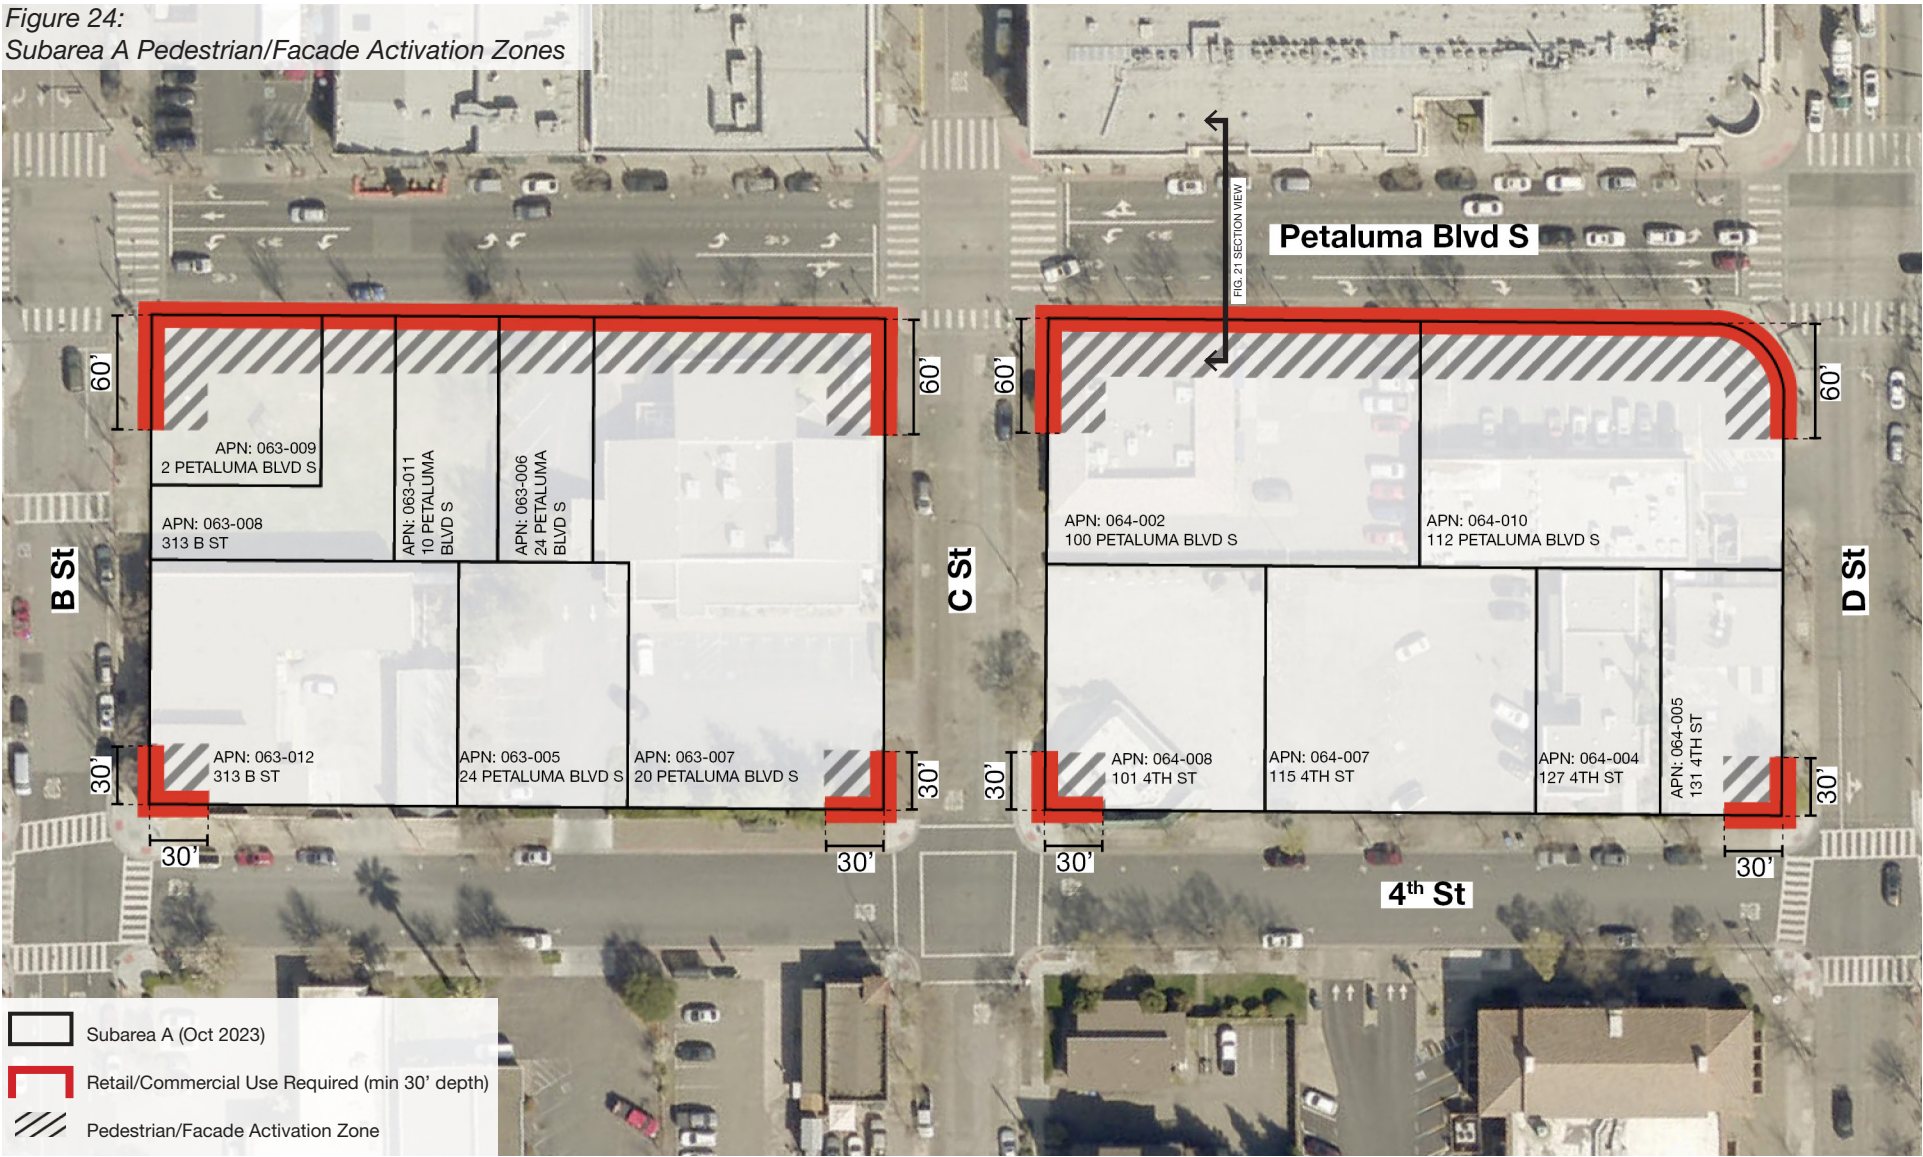 Figure 24:
Subarea A Pedestrian/Facade Activation Zones
FIG. 21 SECTION VIEW
Petaluma Blvd S
60'
60'
60'
60'
APN: 063-009
2 PETALUMA BLVD S
APN: 063-008
313 B ST
APN: 063-011
10 PETALUMA
BLVD S
APN: 063-006
24 PETALUMA
BLVD S
APN: 064-002
100 PETALUMA BLVD S
APN: 064-010
112 PETALUMA BLVD S
B St
C St
D St
APN: 063-012
313 B ST
APN: 063-005
24 PETALUMA BLVD S
APN: 063-007
20 PETALUMA BLVD S
APN: 064-008
101 4TH ST
APN: 064-007
115 4TH ST
APN: 064-004
127 4TH ST
APN: 064-005
131 4TH ST
30'
30'
30'
30'
30'
30'
30'
30'
4th St
Subarea A (Oct 2023)
Retail/Commercial Use Required (min 30' depth)
Pedestrian/Facade Activation Zone